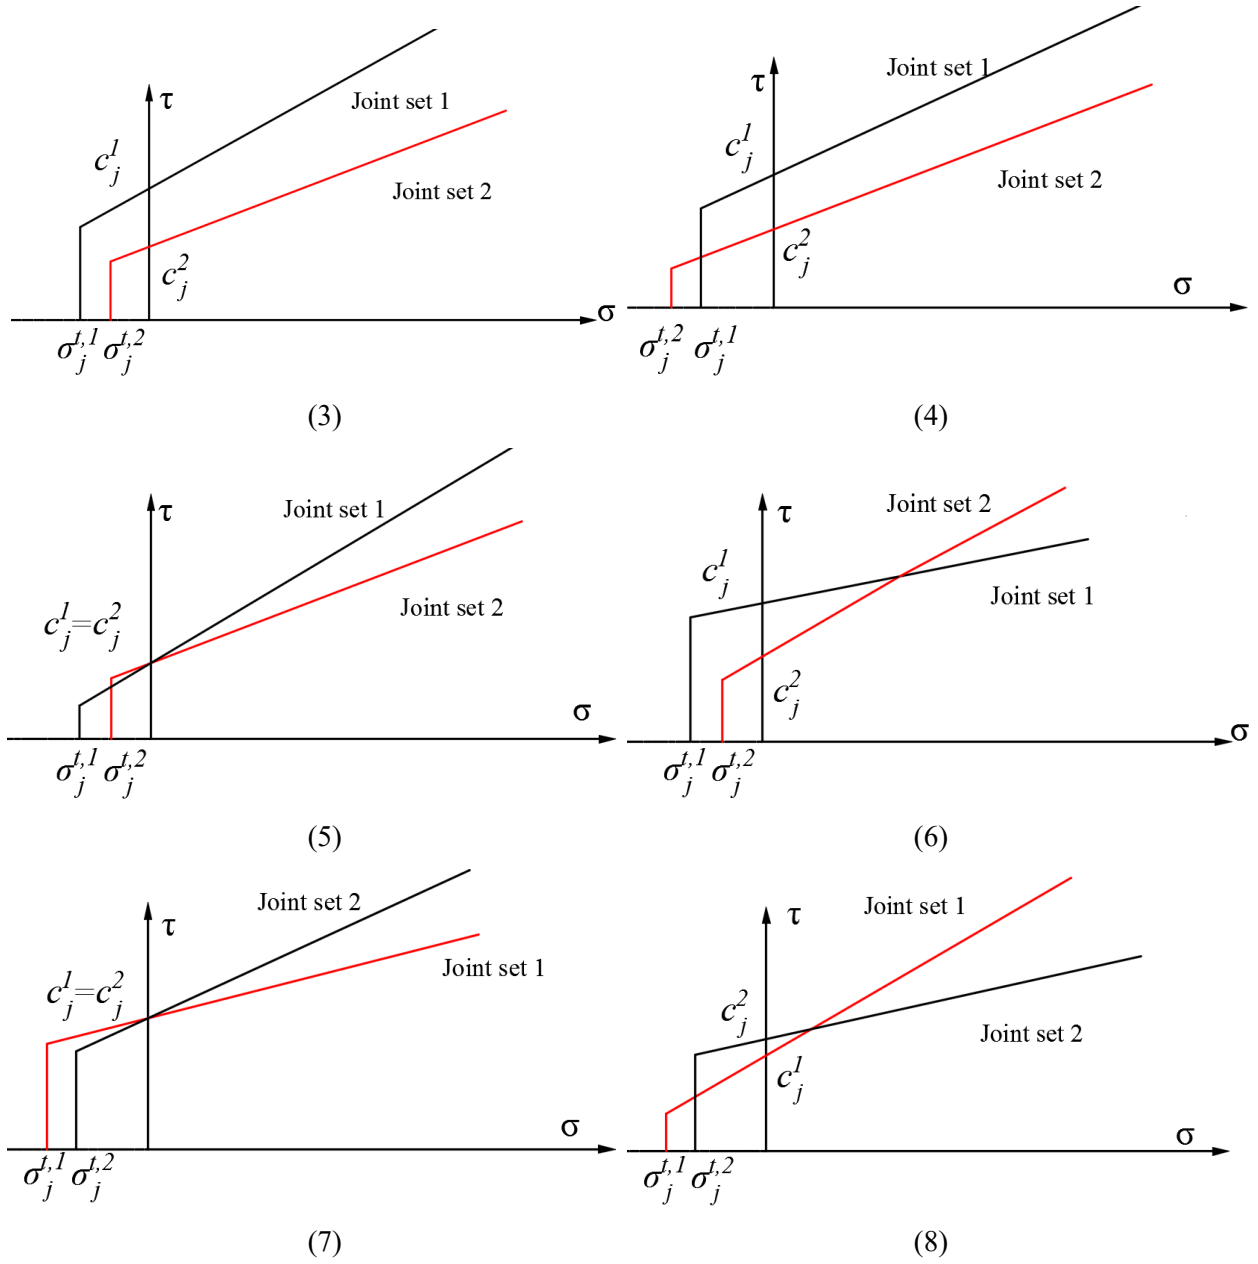 τ
Joint set 1
c_j^1
Joint set 2
c_j^2
σ
σ_j^{t,1} σ_j^{t,2}
(3)
Joint set 1
τ
c_j^1
Joint set 2
c_j^2
σ
σ_j^{t,2} σ_j^{t,1}
(4)
Joint set 1
τ
c_j^1=c_j^2
Joint set 2
σ
σ_j^{t,1} σ_j^{t,2}
(5)
Joint set 2
τ
c_j^1
Joint set 1
c_j^2
σ
σ_j^{t,1} σ_j^{t,2}
(6)
Joint set 2
τ
c_j^1=c_j^2
Joint set 1
σ
σ_j^{t,1} σ_j^{t,2}
(7)
Joint set 1
τ
c_j^2
Joint set 2
c_j^1
σ
σ_j^{t,1} σ_j^{t,2}
(8)